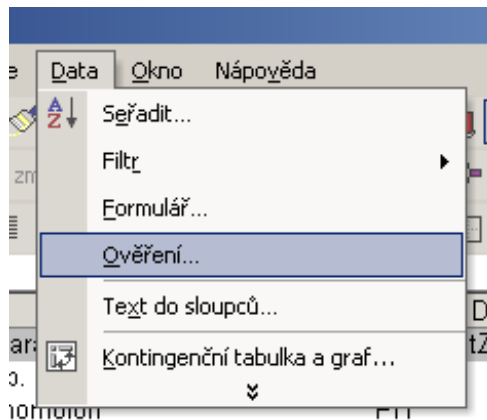 Data Okno Nápověda
Seřadit...
Filtr
Formulář...
Ověření...
Text do sloupců...
Kontingenční tabulka a graf...